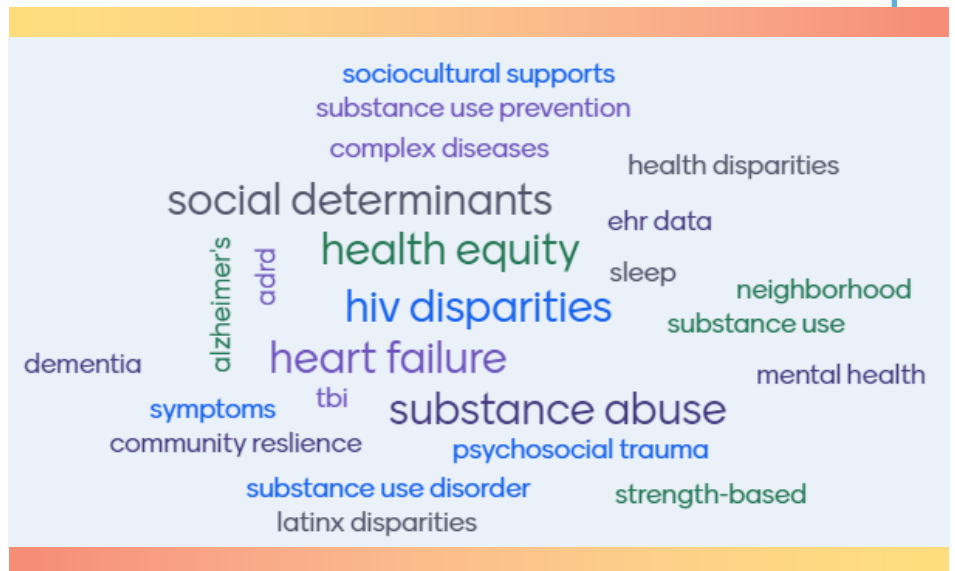 sociocultural supports
substance use prevention
complex diseases
health disparities
social determinants
ehr data
health equity
alzheimer's
adrd
sleep
neighborhood
hiv disparities
substance use
heart failure
dementia
mental health
tbi
symptoms
substance abuse
community reslience
psychosocial trauma
substance use disorder
strength-based
latinx disparities